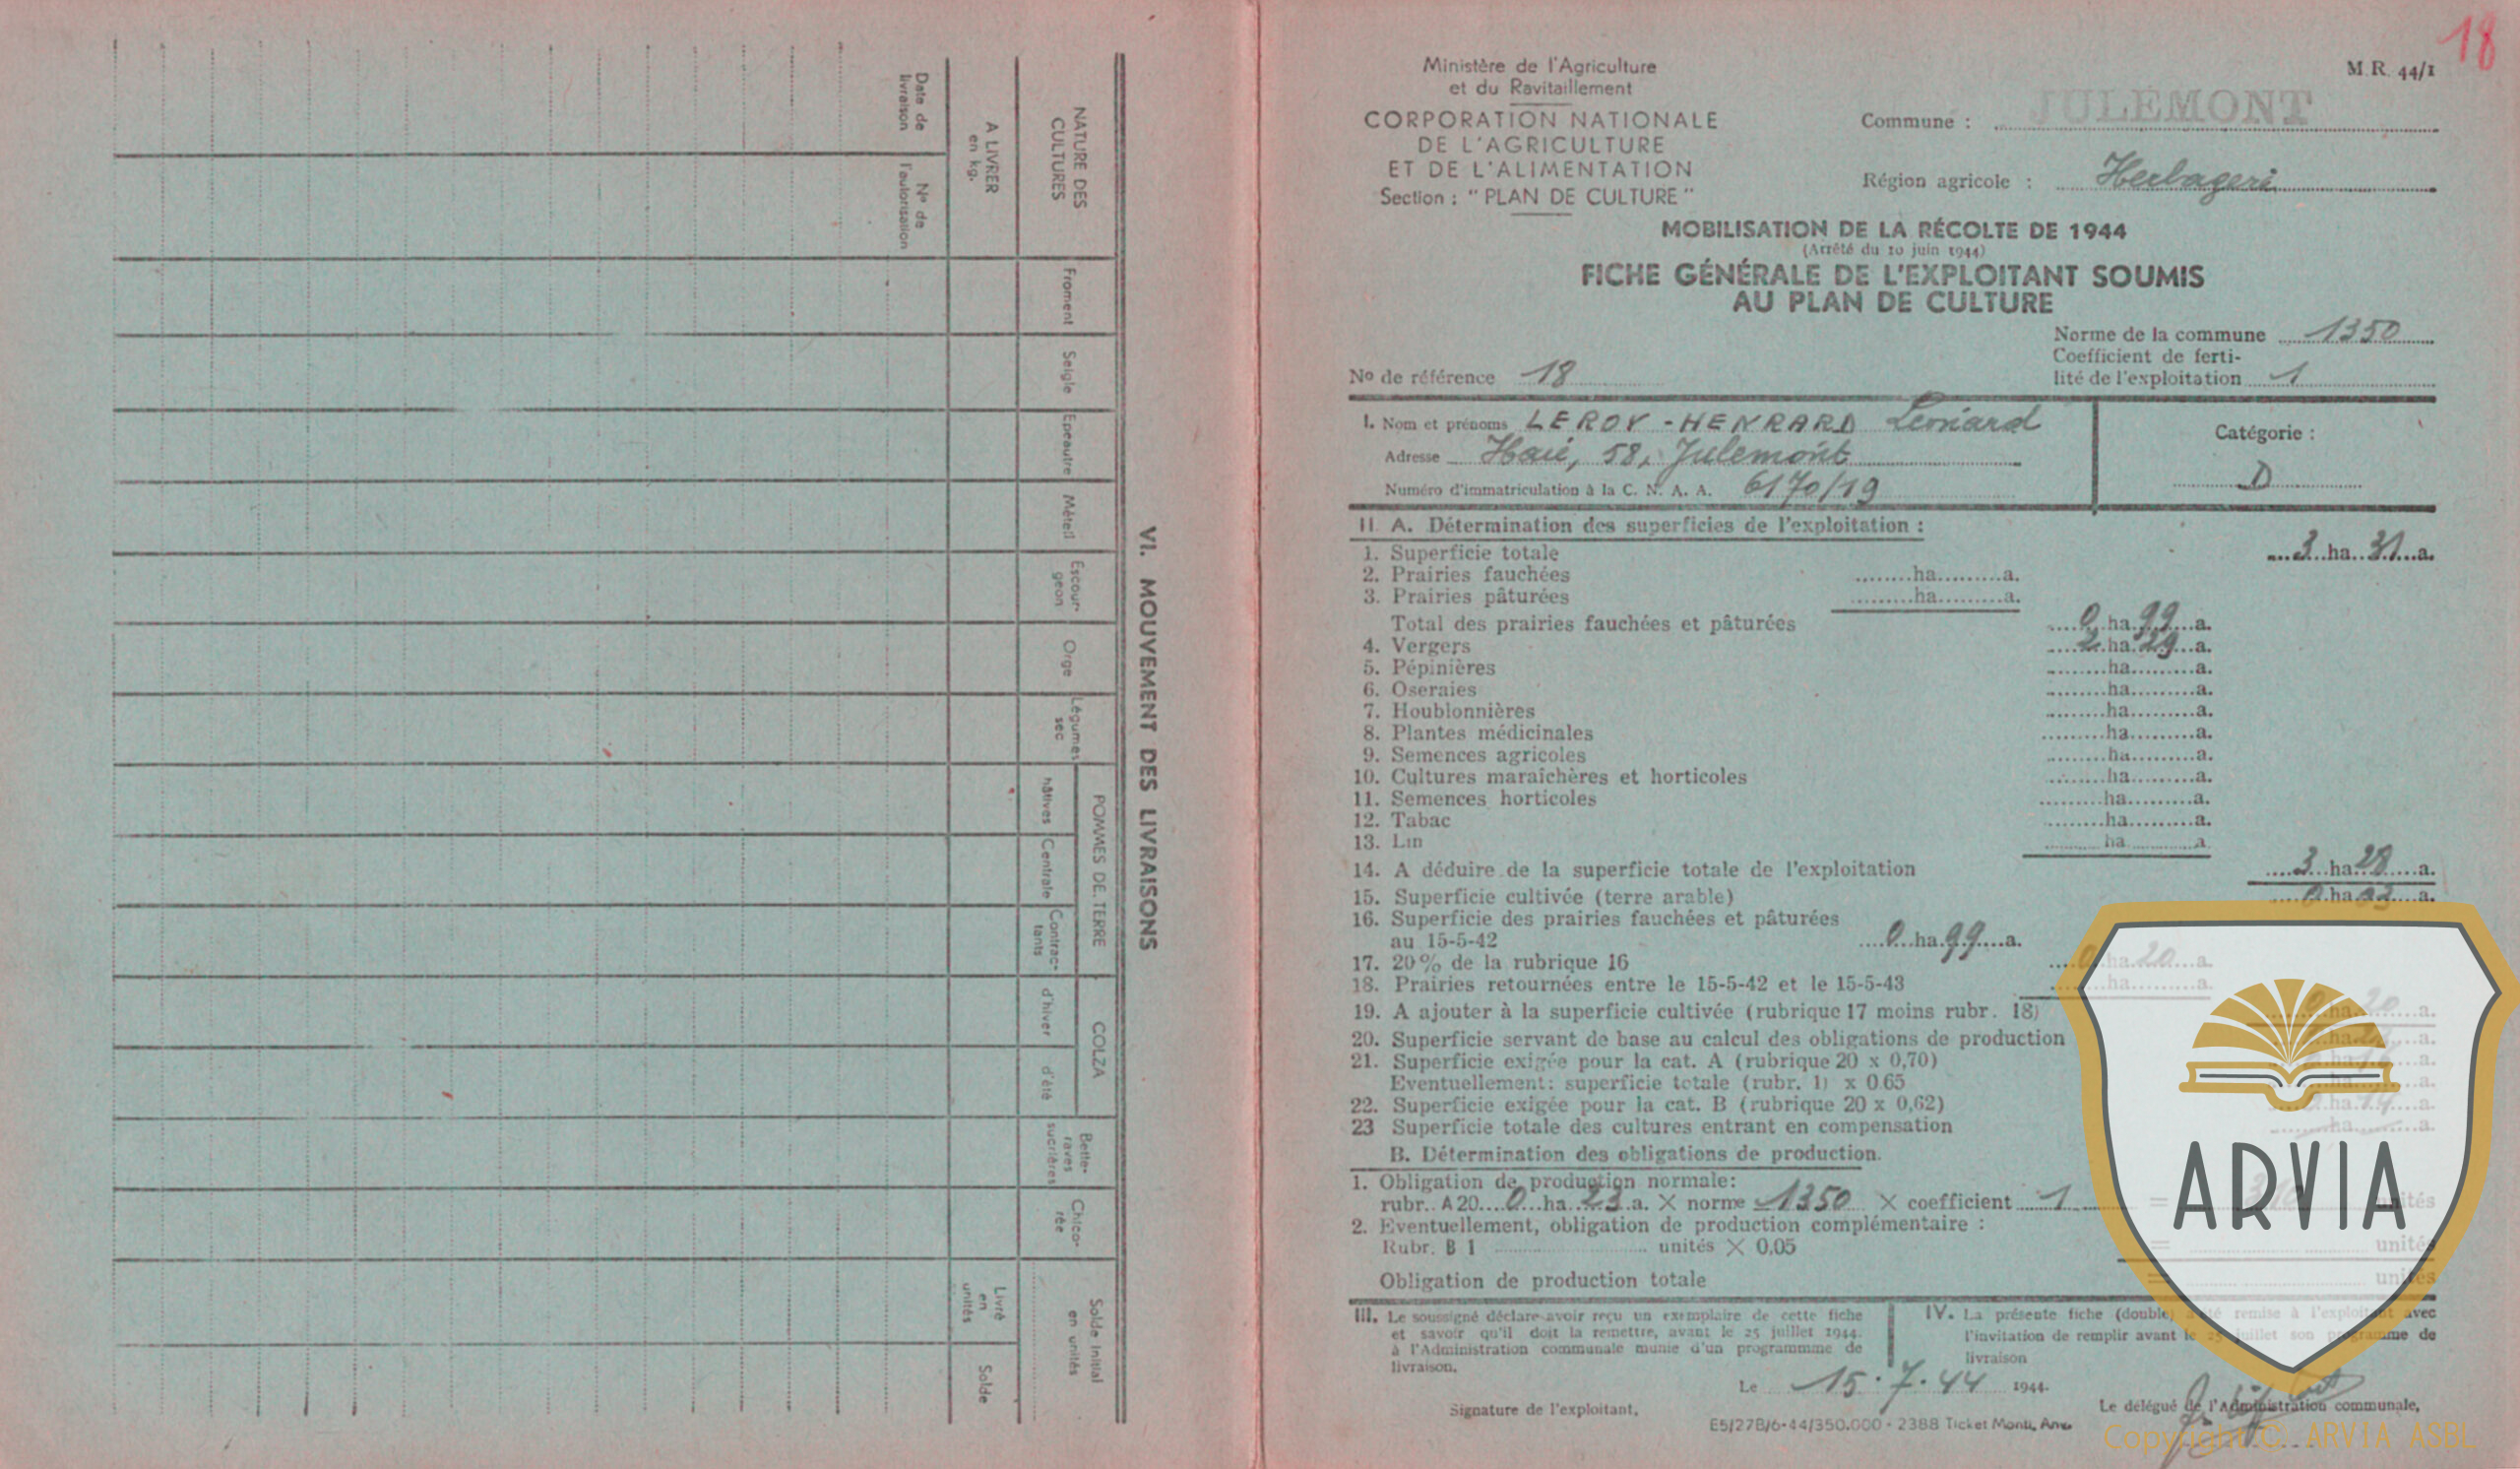 Date de livraison
N° de l'autorisation
A LIVRER en kg.
NATURE DES CULTURES
Froment
Seigle
Epeautre
Méteil
Escourgeon
Orge
Légumes sec
POMMES DE TERRE
hâtives
Centrale
Contractants
COLZA
d'hiver
d'été
Betteraves sucrières
Chicorée
Livré en unités
Solde
Solde initial en unités
VI. MOUVEMENT DES LIVRAISONS
18
M.R. 44/1
Ministère de l'Agriculture
et du Ravitaillement
CORPORATION NATIONALE
DE L'AGRICULTURE
ET DE L'ALIMENTATION
Section : " PLAN DE CULTURE "
Commune : JULÉMONT
Région agricole : Herbagère
MOBILISATION DE LA RÉCOLTE DE 1944
(Arrêté du 10 juin 1944)
FICHE GÉNÉRALE DE L'EXPLOITANT SOUMIS
AU PLAN DE CULTURE
Norme de la commune 1350
Coefficient de ferti-
lité de l'exploitation 1
No de référence 18
I. Nom et prénoms LEROY - HENRARD Leonard
Adresse Haie, 58, Julemont
Numéro d'immatriculation à la C. N. A. A. 6170/19
Catégorie :
D
II A. Détermination des superficies de l'exploitation :
1. Superficie totale 3 ha 31 a.
2. Prairies fauchées ha a.
3. Prairies pâturées ha a.
Total des prairies fauchées et pâturées 0 ha 99 a.
4. Vergers 2 ha 29 a.
5. Pépinières ha a.
6. Oseraies ha a.
7. Houblonnières ha a.
8. Plantes médicinales ha a.
9. Semences agricoles ha a.
10. Cultures maraîchères et horticoles ha a.
11. Semences horticoles ha a.
12. Tabac ha a.
13. Lin ha a
14. A déduire de la superficie totale de l'exploitation 3 ha 28 a.
15. Superficie cultivée (terre arable) 0 ha 03 a.
16. Superficie des prairies fauchées et pâturées
au 15-5-42 0 ha 99 a.
17. 20% de la rubrique 16 0 ha 20 a.
18. Prairies retournées entre le 15-5-42 et le 15-5-43 ha a.
19. A ajouter à la superficie cultivée (rubrique 17 moins rubr. 18) ha 20 a.
20. Superficie servant de base au calcul des obligations de production ha a.
21. Superficie exigée pour la cat. A (rubrique 20 x 0,70) ha a.
Eventuellement: superficie totale (rubr. 1) x 0.65 ha a.
22. Superficie exigée pour la cat. B (rubrique 20 x 0,62) ha 14 a.
23 Superficie totale des cultures entrant en compensation ha a.
B. Détermination des obligations de production.
1. Obligation de production normale:
rubr. A 20 0 ha 23 a. X norme 1350 X coefficient 1 = 310 unités
2. Eventuellement, obligation de production complémentaire :
Rubr. B 1 unités X 0,05 = unités
Obligation de production totale = unités
III. Le soussigné déclare avoir reçu un exemplaire de cette fiche
et savoir qu'il doit la remettre, avant le 25 juillet 1944.
à l'Administration communale munie d'un programme de
livraison.
IV. La présente fiche (double) a été remise à l'exploitant avec
l'invitation de remplir avant le 25 juillet son programme de
livraison
Le 15.7.44 1944.
Signature de l'exploitant,
Le délégué de l'Administration communale,
E5/27B/6-44/350.000 - 2388 Ticket Monti, Anv.
ARVIA
Copyright © ARVIA ASBL